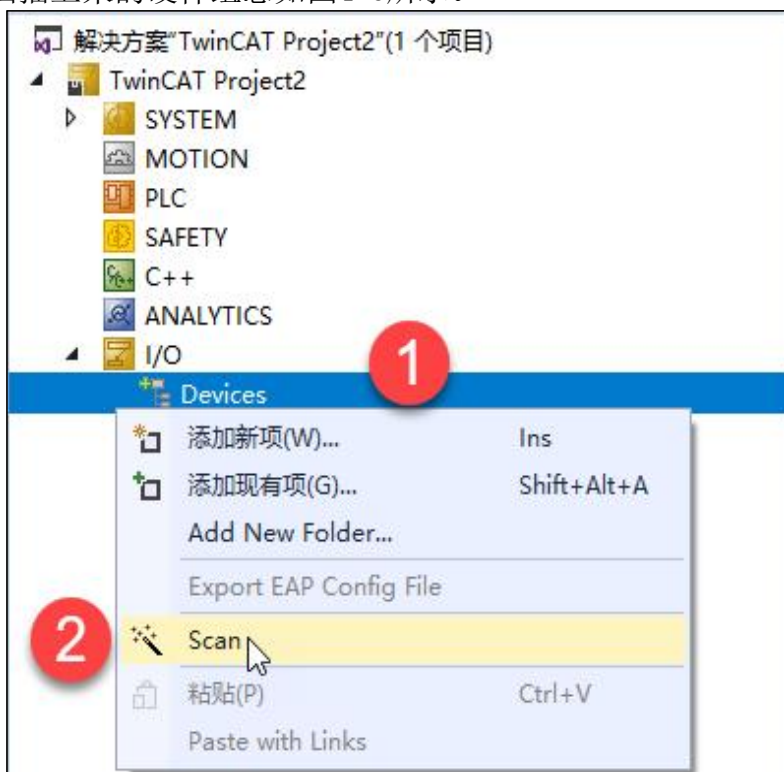 解决方案"TwinCAT Project2"(1 个项目)
TwinCAT Project2
SYSTEM
MOTION
PLC
SAFETY
C++
ANALYTICS
I/O
1
Devices
添加新项(W)... Ins
添加现有项(G)... Shift+Alt+A
Add New Folder...
Export EAP Config File
2 Scan
粘贴(P) Ctrl+V
Paste with Links